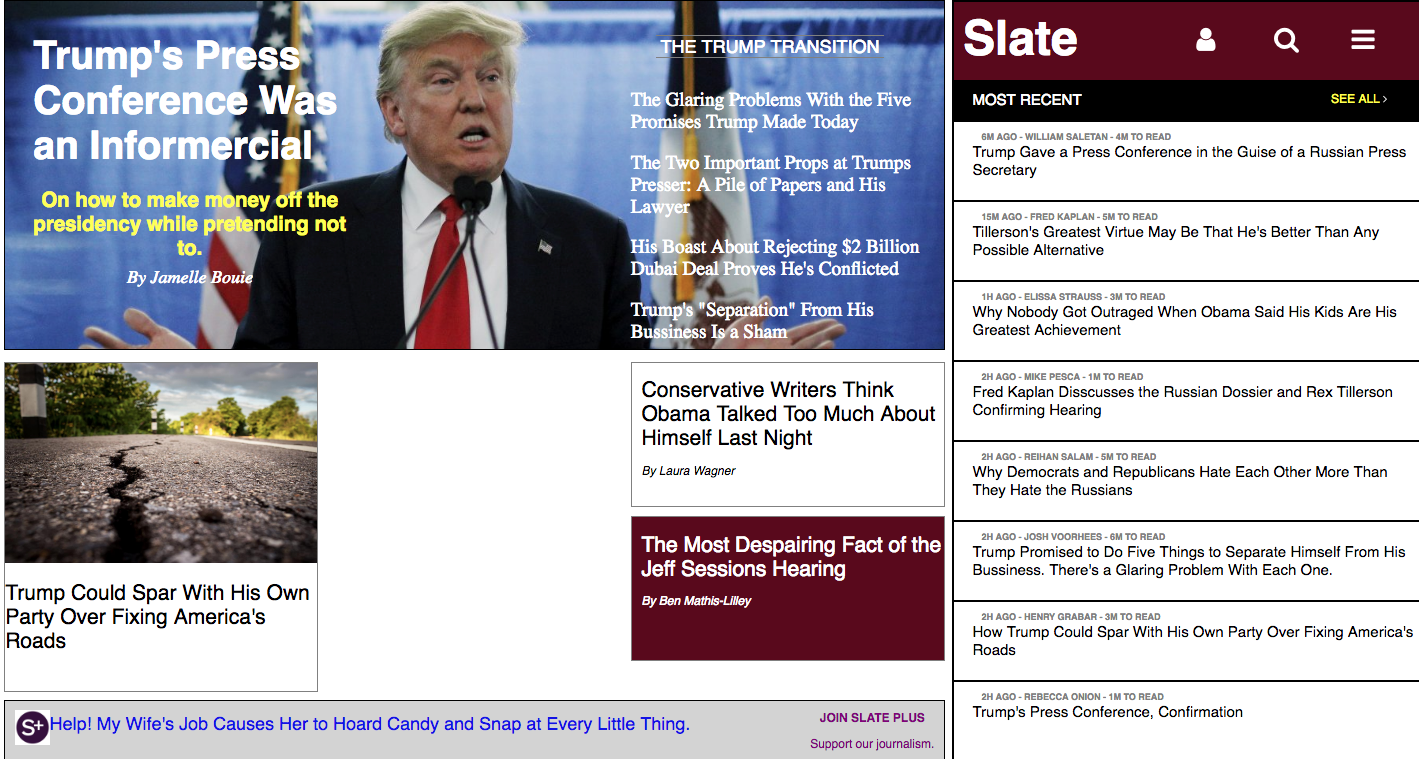 Trump's Press
Conference Was
an Informercial
On how to make money off the
presidency while pretending not
to.
By Jamelle Bouie
THE TRUMP TRANSITION
The Glaring Problems With the Five
Promises Trump Made Today
The Two Important Props at Trumps
Presser: A Pile of Papers and His
Lawyer
His Boast About Rejecting $2 Billion
Dubai Deal Proves He's Conflicted
Trump's "Separation" From His
Bussiness Is a Sham
Trump Could Spar With His Own
Party Over Fixing America's
Roads
Conservative Writers Think
Obama Talked Too Much About
Himself Last Night
By Laura Wagner
The Most Despairing Fact of the
Jeff Sessions Hearing
By Ben Mathis-Lilley
S+
Help! My Wife's Job Causes Her to Hoard Candy and Snap at Every Little Thing.
JOIN SLATE PLUS
Support our journalism.
Slate
MOST RECENT
SEE ALL ›
6M AGO - WILLIAM SALETAN - 4M TO READ
Trump Gave a Press Conference in the Guise of a Russian Press
Secretary
15M AGO - FRED KAPLAN - 5M TO READ
Tillerson's Greatest Virtue May Be That He's Better Than Any
Possible Alternative
1H AGO - ELISSA STRAUSS - 3M TO READ
Why Nobody Got Outraged When Obama Said His Kids Are His
Greatest Achievement
2H AGO - MIKE PESCA - 1M TO READ
Fred Kaplan Disscusses the Russian Dossier and Rex Tillerson
Confirming Hearing
2H AGO - REIHAN SALAM - 5M TO READ
Why Democrats and Republicans Hate Each Other More Than
They Hate the Russians
2H AGO - JOSH VOORHEES - 6M TO READ
Trump Promised to Do Five Things to Separate Himself From His
Bussiness. There's a Glaring Problem With Each One.
2H AGO - HENRY GRABAR - 3M TO READ
How Trump Could Spar With His Own Party Over Fixing America's
Roads
2H AGO - REBECCA ONION - 1M TO READ
Trump's Press Conference, Confirmation